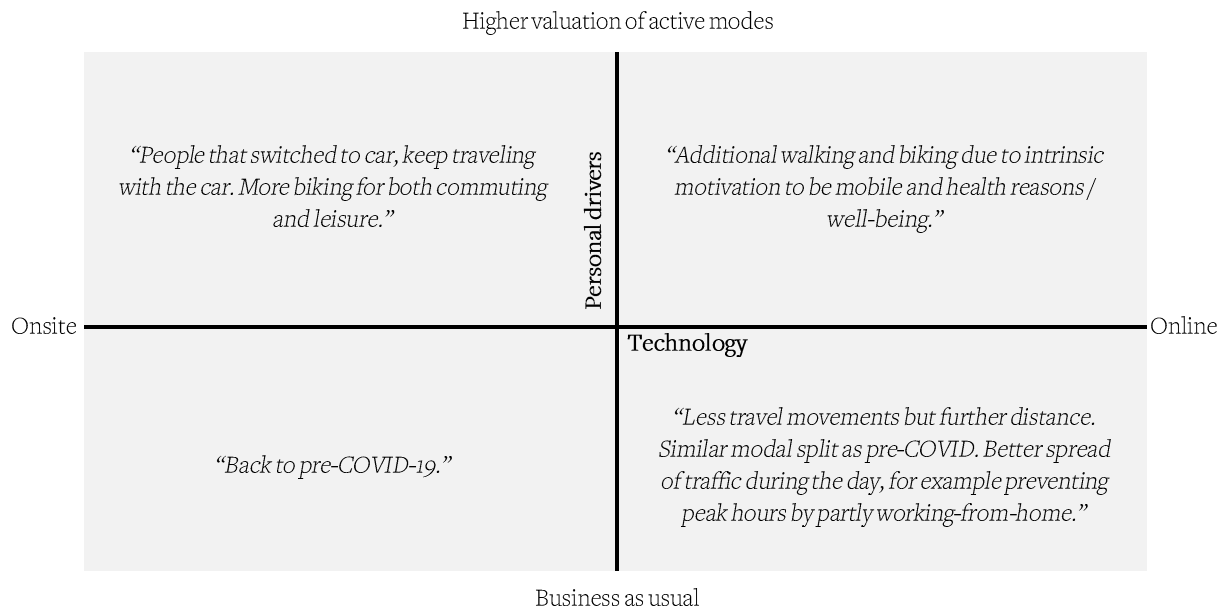 Higher valuation of active modes
“People that switched to car, keep traveling
with the car. More biking for both commuting
and leisure.”
Personal drivers
“Additional walking and biking due to intrinsic
motivation to be mobile and health reasons /
well-being.”
Onsite
Online
Technology
“Back to pre-COVID-19.”
“Less travel movements but further distance.
Similar modal split as pre-COVID. Better spread
of traffic during the day, for example preventing
peak hours by partly working-from-home.”
Business as usual